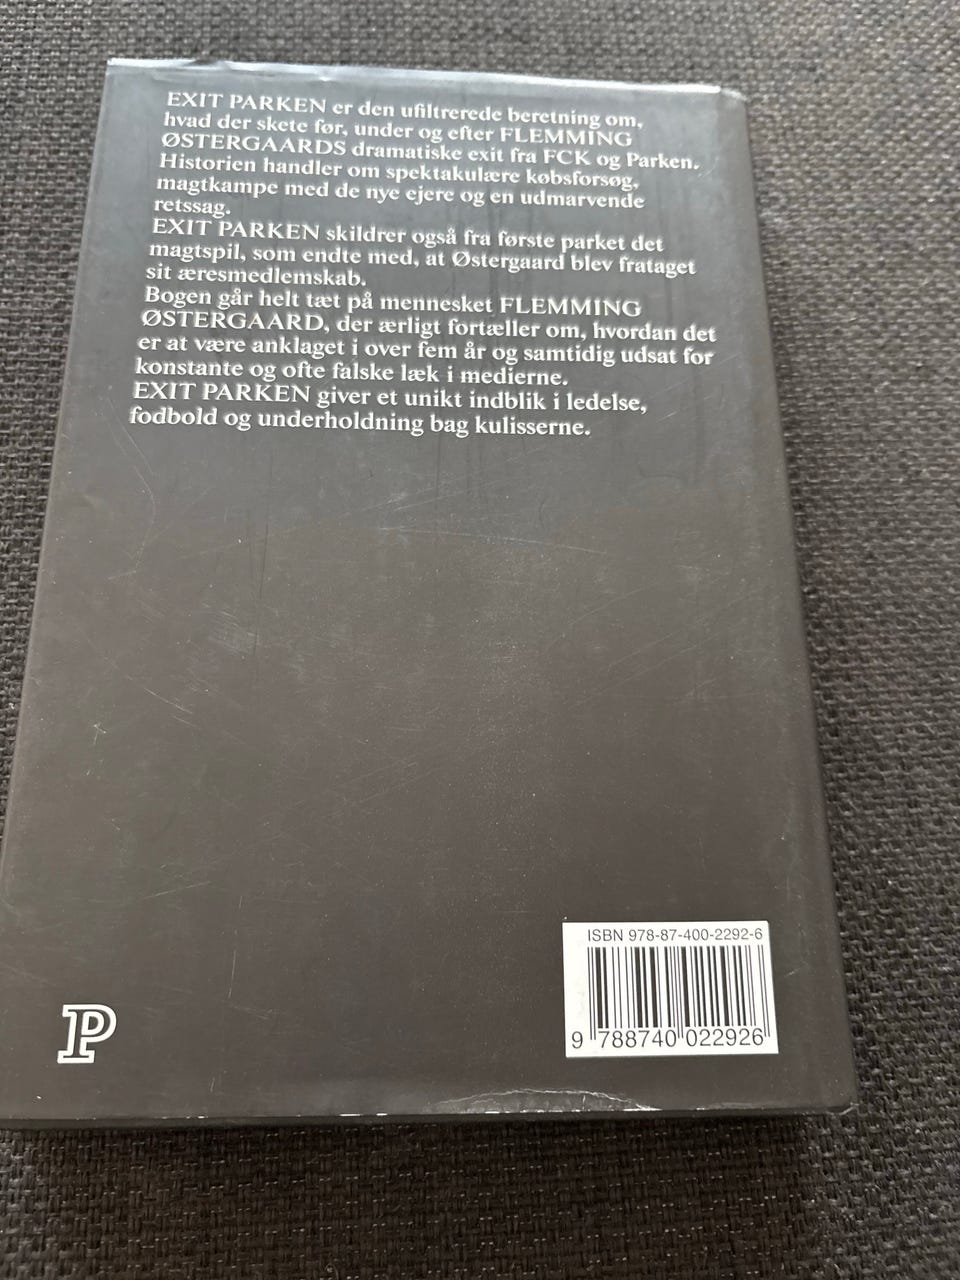 EXIT PARKEN er den ufiltrerede beretning om,
hvad der skete før, under og efter FLEMMING
ØSTERGAARDS dramatiske exit fra FCK og Parken.
Historien handler om spektakulære købsforsøg,
magtkampe med de nye ejere og en udmarvende
retssag.
EXIT PARKEN skildrer også fra første parket det
magtspil, som endte med, at Østergaard blev frataget
sit æresmedlemskab.
Bogen går helt tæt på mennesket FLEMMING
ØSTERGAARD, der ærligt fortæller om, hvordan det
er at være anklaget i over fem år og samtidig udsat for
konstante og ofte falske læk i medierne.
EXIT PARKEN giver et unikt indblik i ledelse,
fodbold og underholdning bag kulisserne.
ISBN 978-87-400-2292-6
9 788740 022926
P